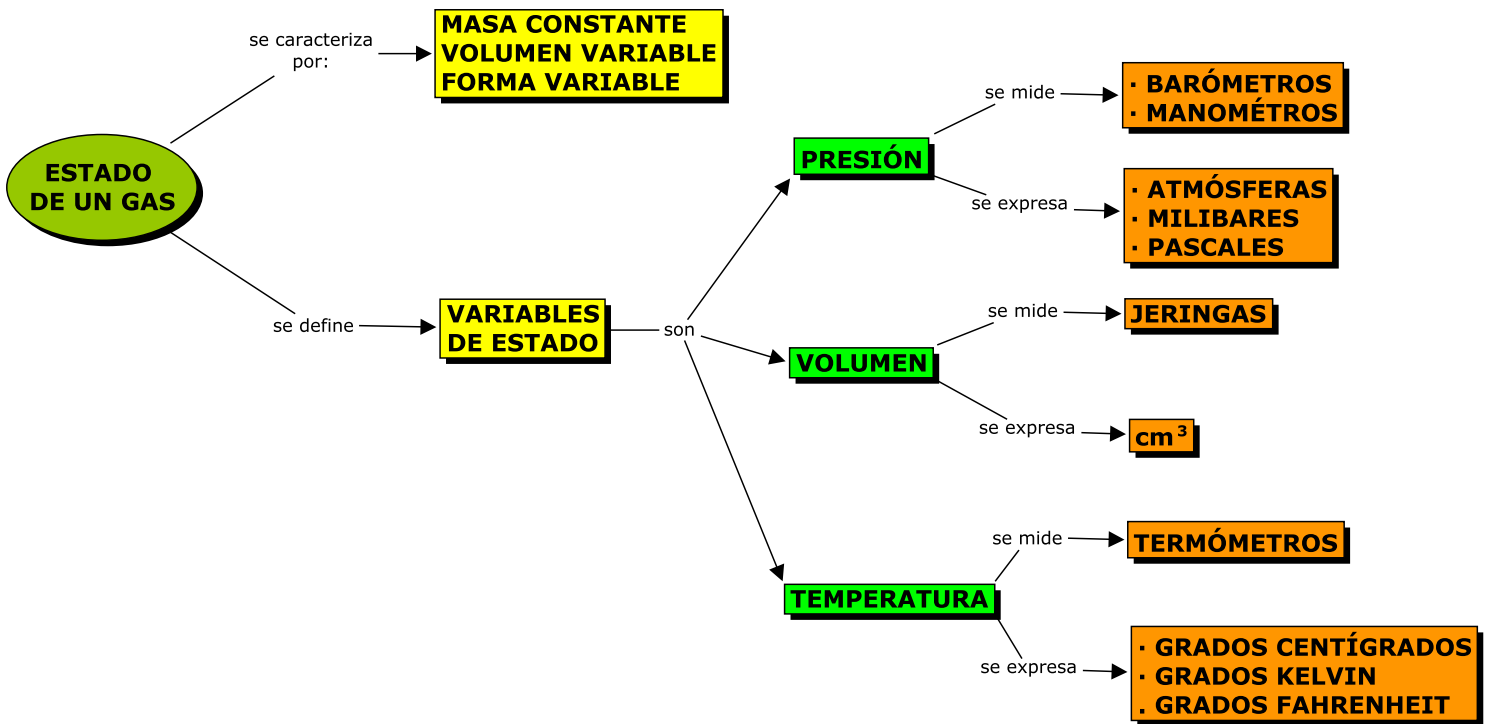 ESTADO
DE UN GAS
se caracteriza
por:
MASA CONSTANTE
VOLUMEN VARIABLE
FORMA VARIABLE
se define
VARIABLES
DE ESTADO
son
PRESIÓN
se mide
· BARÓMETROS
· MANOMÉTROS
se expresa
· ATMÓSFERAS
· MILIBARES
· PASCALES
VOLUMEN
se mide
JERINGAS
se expresa
cm³
TEMPERATURA
se mide
TERMÓMETROS
se expresa
· GRADOS CENTÍGRADOS
· GRADOS KELVIN
. GRADOS FAHRENHEIT